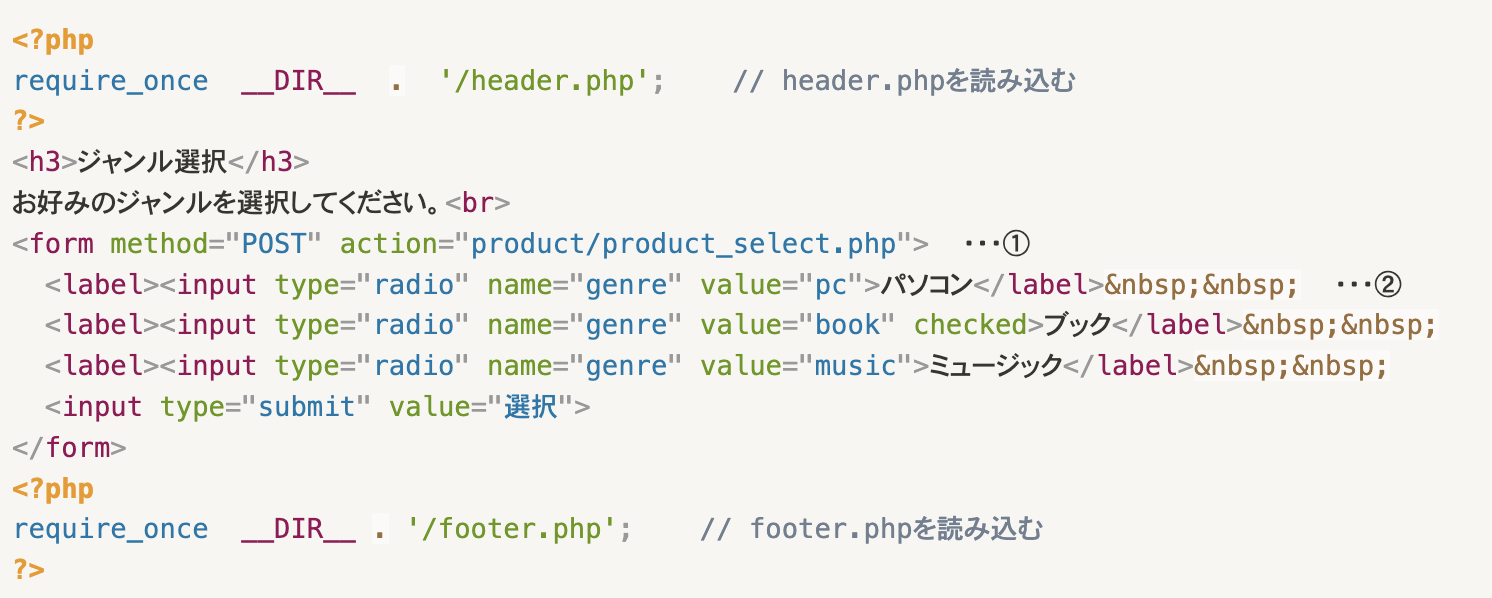 <?php
require_once  __DIR__  .  '/header.php';    // header.phpを読み込む
?>
<h3>ジャンル選択</h3>
お好みのジャンルを選択してください。<br>
<form method="POST" action="product/product_select.php">  ・・・①
  <label><input type="radio" name="genre" value="pc">パソコン</label>&nbsp;&nbsp;  ・・・②
  <label><input type="radio" name="genre" value="book" checked>ブック</label>&nbsp;&nbsp;
  <label><input type="radio" name="genre" value="music">ミュージック</label>&nbsp;&nbsp;
  <input type="submit" value="選択">
</form>
<?php
require_once  __DIR__ . '/footer.php';    // footer.phpを読み込む
?>